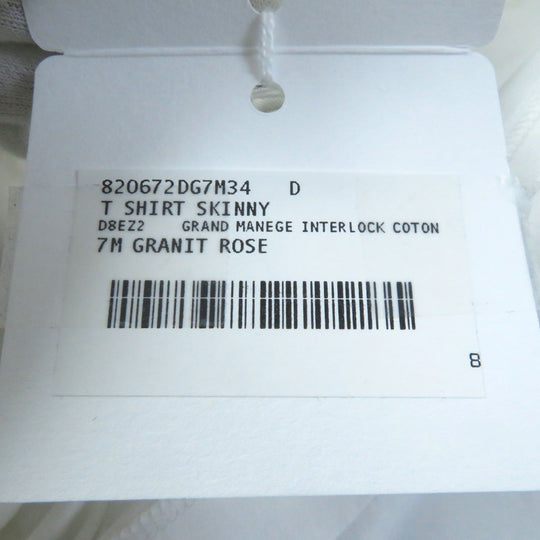 820672DG7M34 D
T SHIRT SKINNY
D8EZ2 GRAND MANEGE INTERLOCK COTON
7M GRANIT ROSE
8